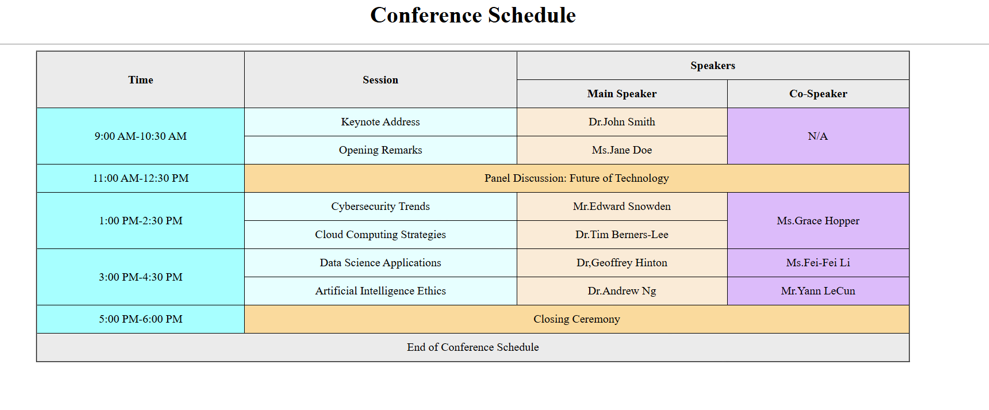 Conference Schedule
Time Session Speakers
Main Speaker Co-Speaker
9:00 AM-10:30 AM Keynote Address Dr.John Smith N/A
Opening Remarks Ms.Jane Doe
11:00 AM-12:30 PM Panel Discussion: Future of Technology
1:00 PM-2:30 PM Cybersecurity Trends Mr.Edward Snowden Ms.Grace Hopper
Cloud Computing Strategies Dr.Tim Berners-Lee
3:00 PM-4:30 PM Data Science Applications Dr,Geoffrey Hinton Ms.Fei-Fei Li
Artificial Intelligence Ethics Dr.Andrew Ng Mr.Yann LeCun
5:00 PM-6:00 PM Closing Ceremony
End of Conference Schedule